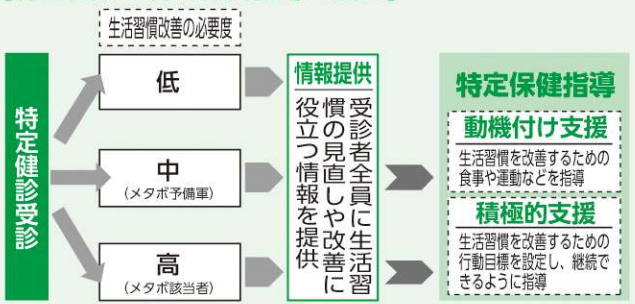 生活習慣改善の必要度
特定健診受診
低
中
(メタボ予備軍)
高
(メタボ該当者)
情報提供
受診者全員に生活習
慣の見直しや改善に
役立つ情報を提供
特定保健指導
動機付け支援
生活習慣を改善するための
食事や運動などを指導
積極的支援
生活習慣を改善するための
行動目標を設定し、継続で
きるように指導